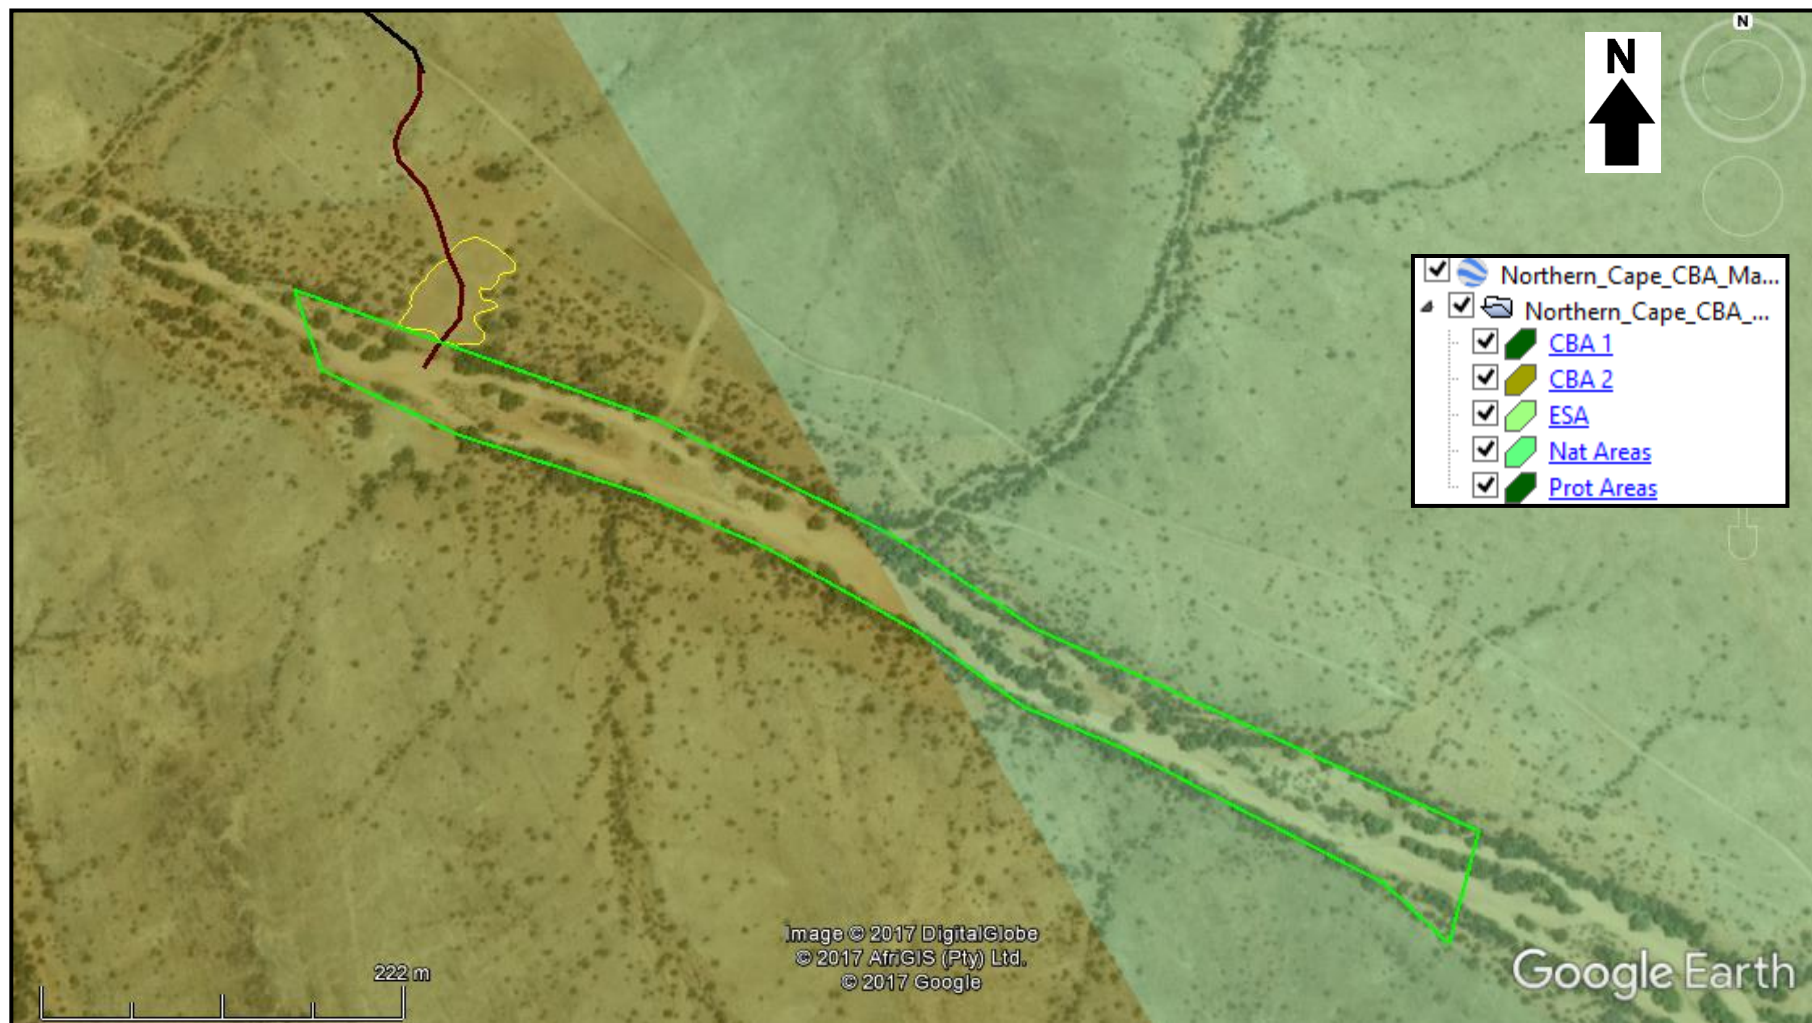 N
N
Northern_Cape_CBA_Ma...
Northern_Cape_CBA_...
CBA 1
CBA 2
ESA
Nat Areas
Prot Areas
222 m
Image © 2017 DigitalGlobe
© 2017 AfriGIS (Pty) Ltd.
© 2017 Google
Google Earth